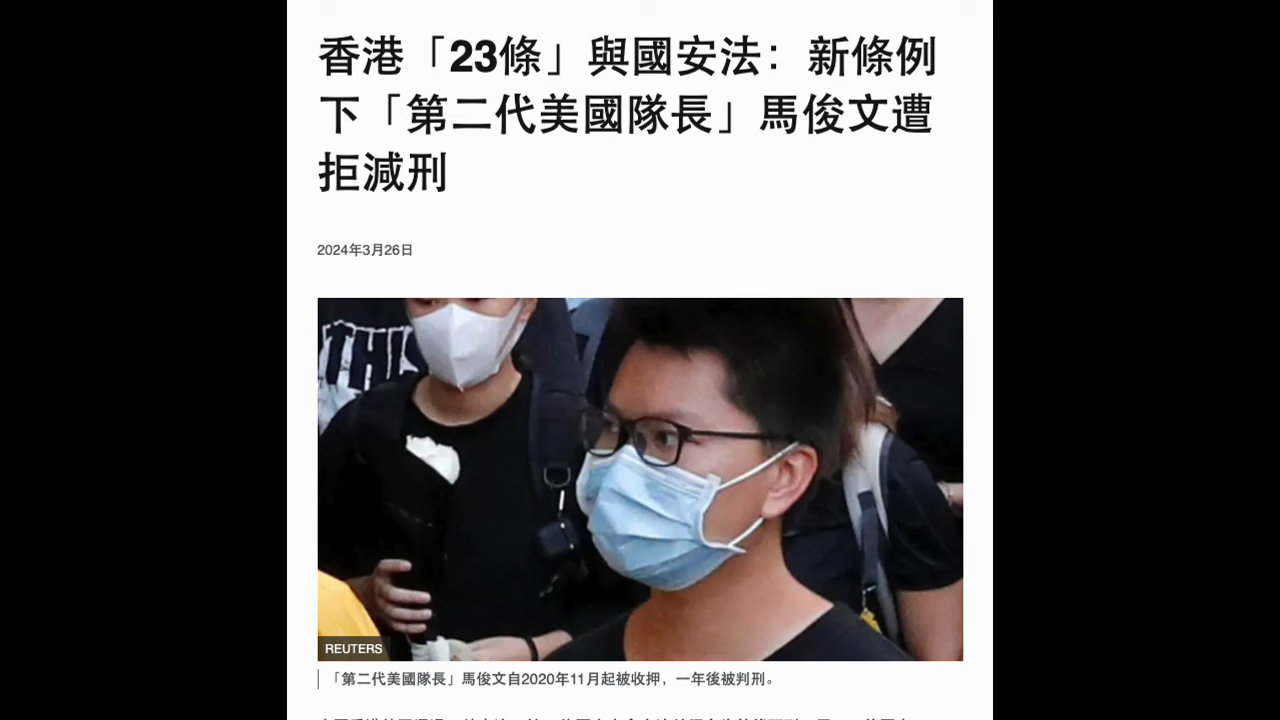 香港「23條」與國安法：新條例
下「第二代美國隊長」馬俊文遭
拒減刑
2024年3月26日
THIS
REUTERS
「第二代美國隊長」馬俊文自2020年11月起被收押，一年後被判刑。